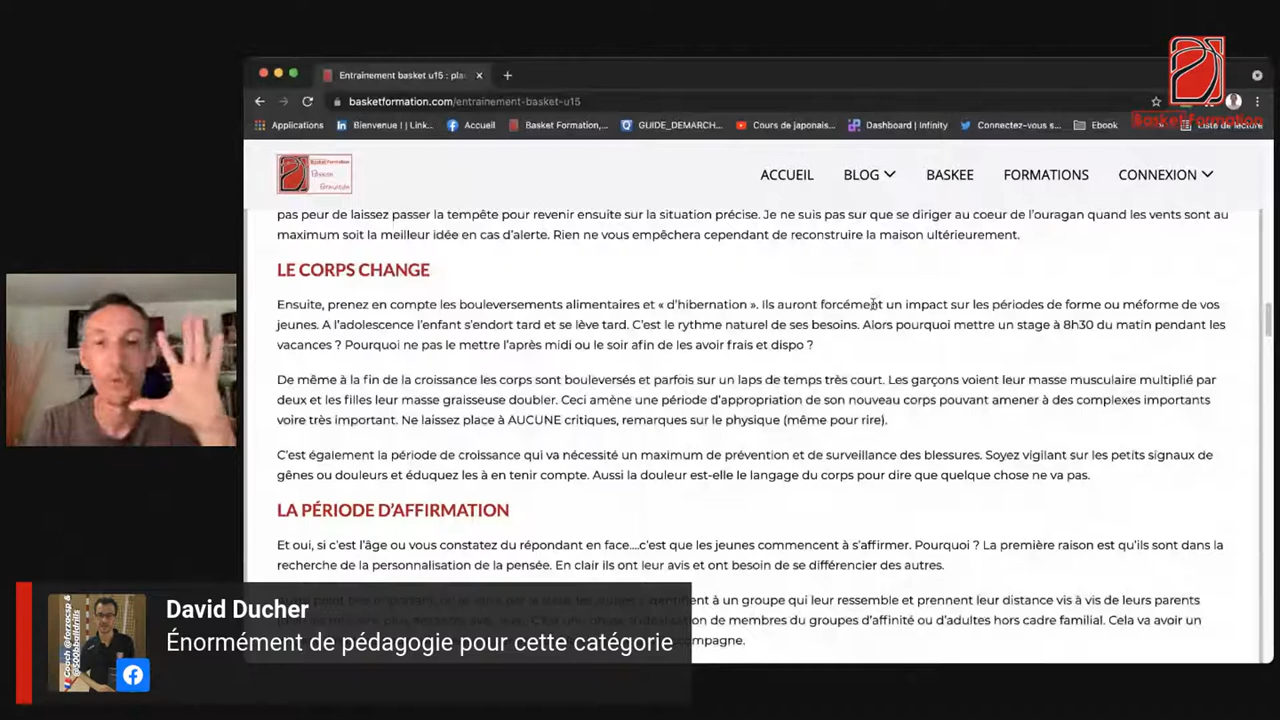 Entrainement basket u15 : pla
basketformation.com/entrainement-basket-u15
Applications
Bienvenue ! | Link...
Accueil
Basket Formation,...
GUIDE_DEMARCH...
Cours de japonais...
Dashboard | Infinity
Connectez-vous s...
Ebook
Liste de lecture
Basket Formation
ACCUEIL
BLOG
BASKEE
FORMATIONS
CONNEXION
pas peur de laissez passer la tempête pour revenir ensuite sur la situation précise. Je ne suis pas sur que se diriger au coeur de l'ouragan quand les vents sont au
maximum soit la meilleur idée en cas d'alerte. Rien ne vous empêchera cependant de reconstruire la maison ultérieurement.
LE CORPS CHANGE
Ensuite, prenez en compte les bouleversements alimentaires et « d'hibernation ». Ils auront forcément un impact sur les périodes de forme ou méforme de vos
jeunes. A l'adolescence l'enfant s'endort tard et se lève tard. C'est le rythme naturel de ses besoins. Alors pourquoi mettre un stage à 8h30 du matin pendant les
vacances ? Pourquoi ne pas le mettre l'après midi ou le soir afin de les avoir frais et dispo ?
De même à la fin de la croissance les corps sont bouleversés et parfois sur un laps de temps très court. Les garçons voient leur masse musculaire multiplié par
deux et les filles leur masse graisseuse doubler. Ceci amène une période d'appropriation de son nouveau corps pouvant amener à des complexes importants
voire très important. Ne laissez place à AUCUNE critiques, remarques sur le physique (même pour rire).
C'est également la période de croissance qui va nécessité un maximum de prévention et de surveillance des blessures. Soyez vigilant sur les petits signaux de
gênes ou douleurs et éduquez les à en tenir compte. Aussi la douleur est-elle le langage du corps pour dire que quelque chose ne va pas.
LA PÉRIODE D'AFFIRMATION
Et oui, si c'est l'âge ou vous constatez du répondant en face....c'est que les jeunes commencent à s'affirmer. Pourquoi ? La première raison est qu'ils sont dans la
recherche de la personnalisation de la pensée. En clair ils ont leur avis et ont besoin de se différencier des autres.
à un groupe qui leur ressemble et prennent leur distance vis à vis de leurs parents
de membres du groupes d'affinité ou d'adultes hors cadre familial. Cela va avoir un
compagne.
David Ducher
Énormément de pédagogie pour cette catégorie
Coach @forzacsp &
@500bballdrills